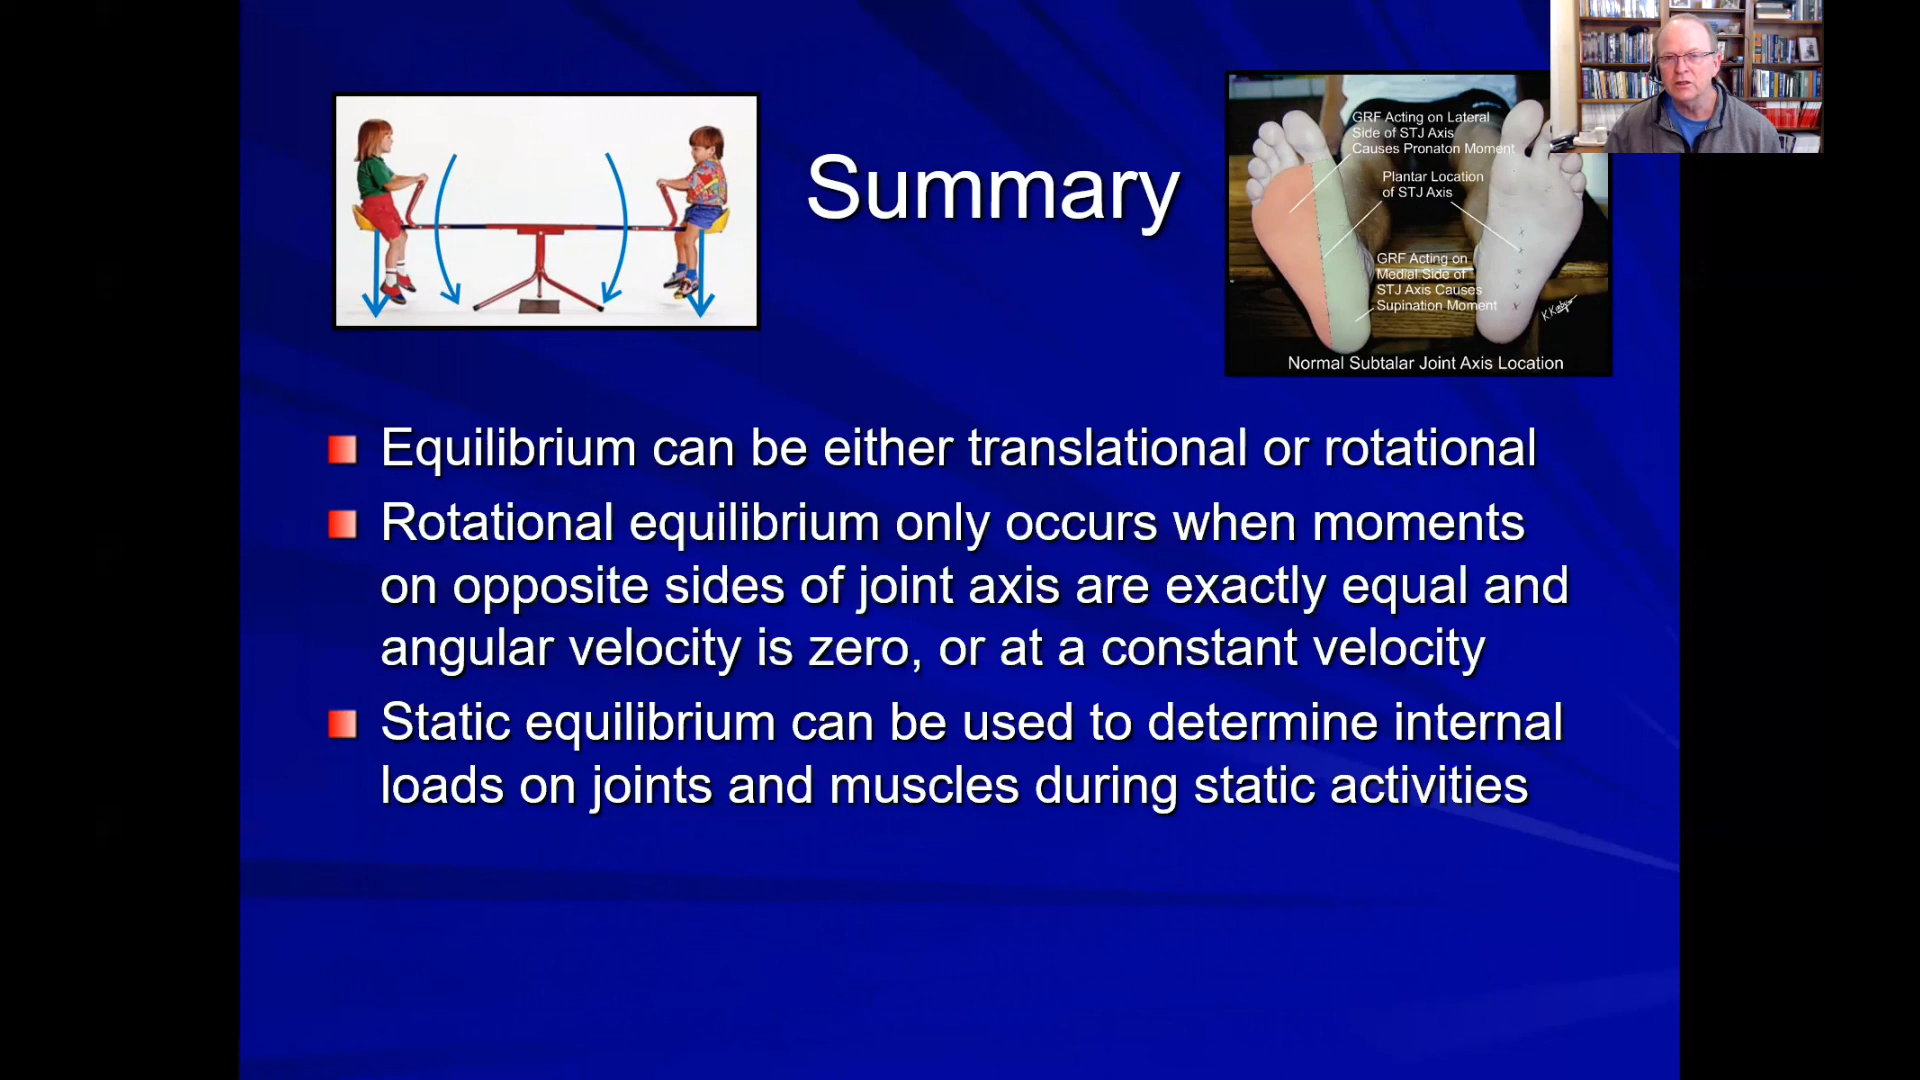 Summary
GRF Acting on Lateral
Side of STJ Axis
Causes Pronaton Moment
Plantar Location
of STJ Axis
GRF Acting on
Medial Side of
STJ Axis Causes
Supination Moment
Normal Subtalar Joint Axis Location
Equilibrium can be either translational or rotational
Rotational equilibrium only occurs when moments
on opposite sides of joint axis are exactly equal and
angular velocity is zero, or at a constant velocity
Static equilibrium can be used to determine internal
loads on joints and muscles during static activities